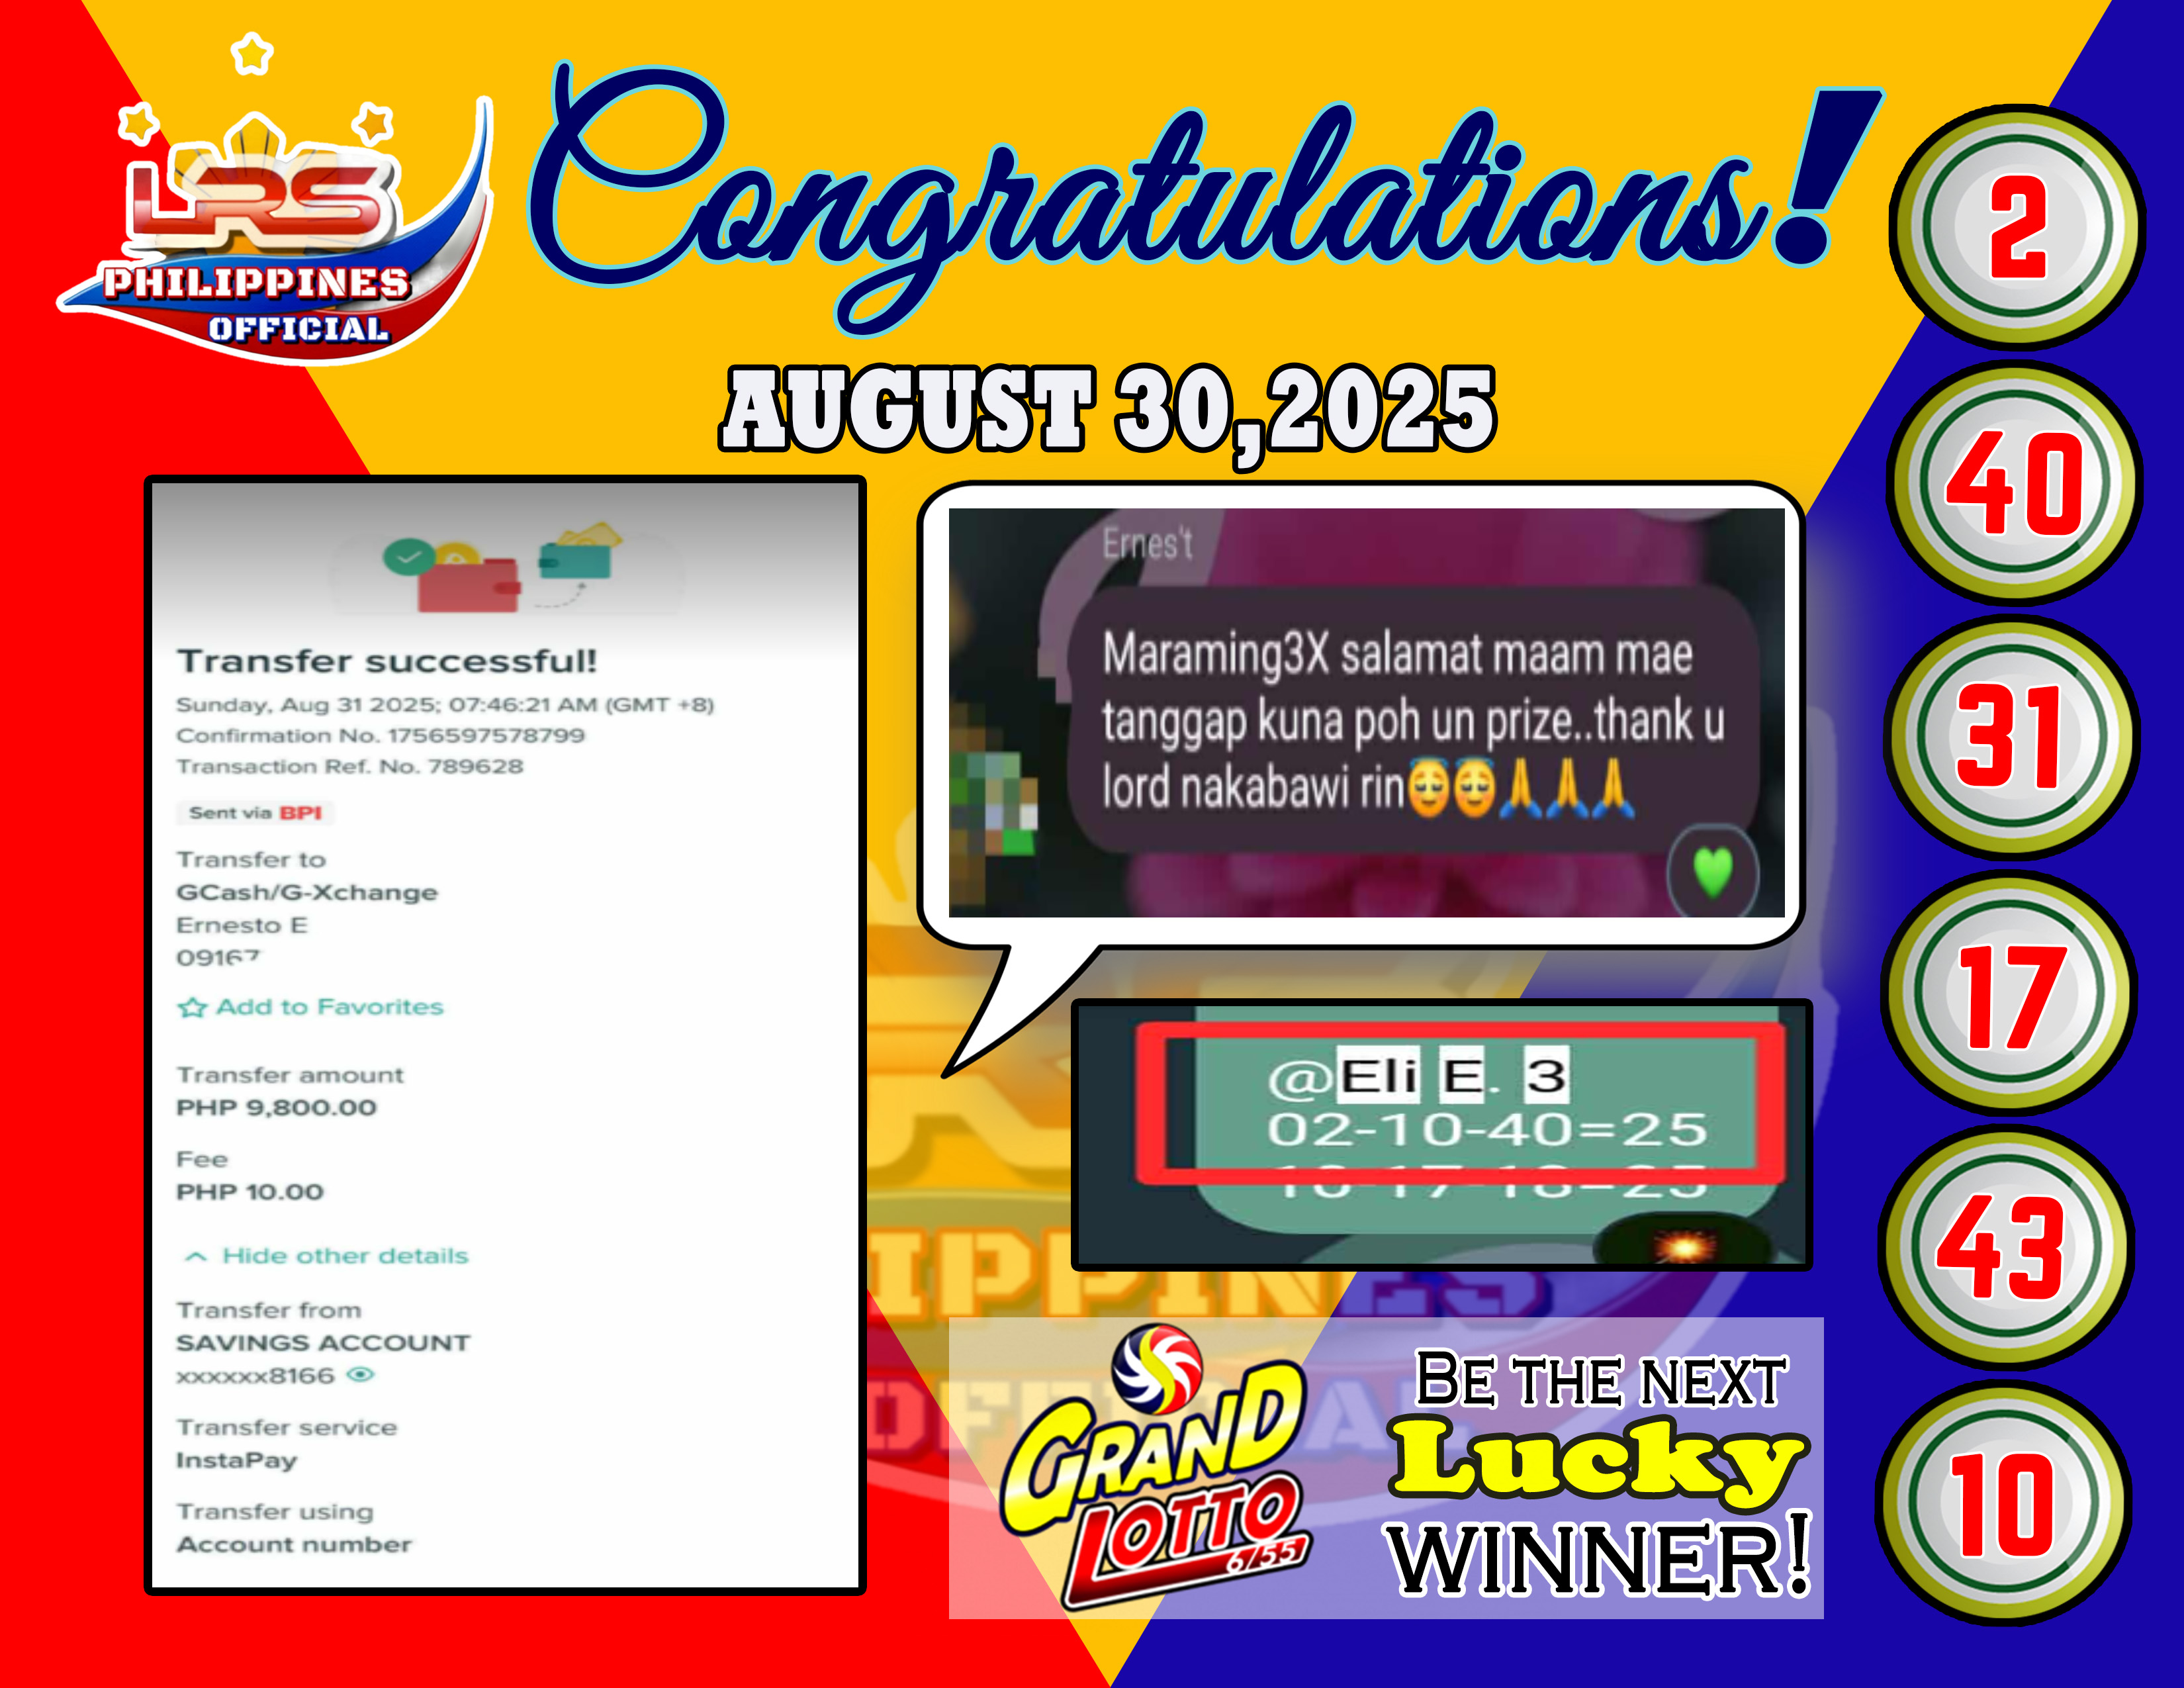 LRS
PHILIPPINES
OFFICIAL
Congratulations!
AUGUST 30,2025
Transfer successful!
Sunday, Aug 31 2025; 07:46:21 AM (GMT +8)
Confirmation No. 1756597578799
Transaction Ref. No. 789628
Sent via BPI
Transfer to
GCash/G-Xchange
Ernesto E
09167
☆ Add to Favorites
Transfer amount
PHP 9,800.00
Fee
PHP 10.00
Hide other details
Transfer from
SAVINGS ACCOUNT
xxxxxx8166
Transfer service
InstaPay
Transfer using
Account number
Ernes't
Maraming3X salamat maam mae
tanggap kuna poh un prize..thank u
lord nakabawi rin😇😇🙏🙏🙏
@Eli E. 3
02-10-40=25
GRAND
LOTTO
6/55
BE THE NEXT
Lucky
WINNER!
2
40
31
17
43
10